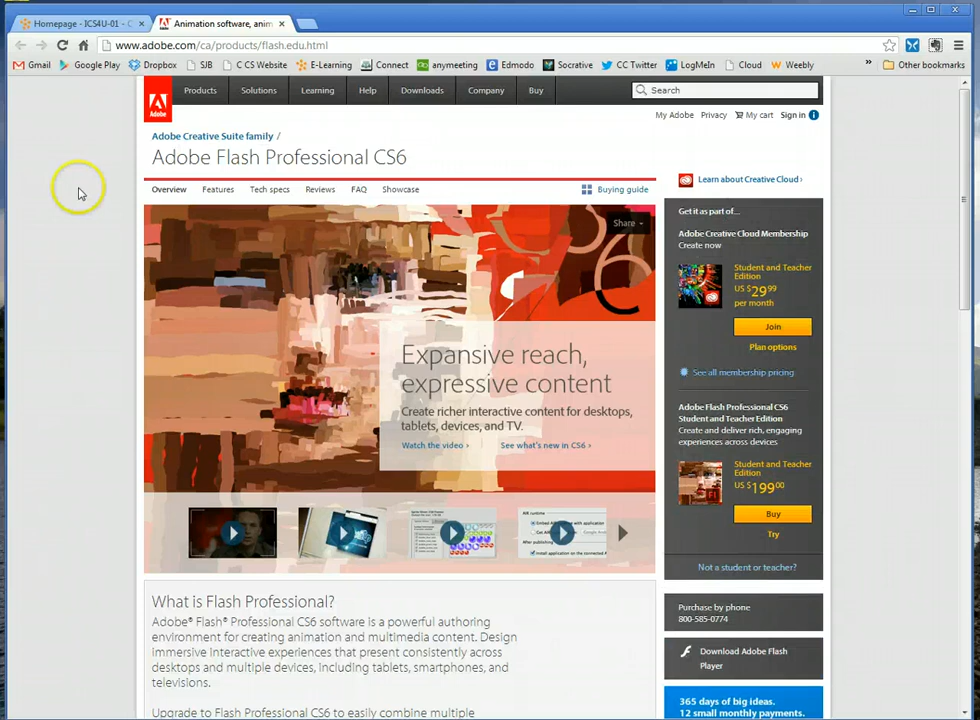 Homepage - ICS4U-01 - C
Animation software, anim
www.adobe.com/ca/products/flash.edu.html
Gmail Google Play Dropbox SJB C CS Website E-Learning Connect anymeeting Edmodo Socrative CC Twitter LogMeIn Cloud Weebly » Other bookmarks
Adobe
Products Solutions Learning Help Downloads Company Buy Search
My Adobe Privacy My cart Sign in
Adobe Creative Suite family /
Adobe Flash Professional CS6
Overview Features Tech specs Reviews FAQ Showcase Buying guide
Share
Expansive reach,
expressive content
Create richer interactive content for desktops,
tablets, devices, and TV.
Watch the video › See what's new in CS6 ›
AIR runtime
What is Flash Professional?
Adobe® Flash® Professional CS6 software is a powerful authoring
environment for creating animation and multimedia content. Design
immersive interactive experiences that present consistently across
desktops and multiple devices, including tablets, smartphones, and
televisions.
Upgrade to Flash Professional CS6 to easily combine multiple
Learn about Creative Cloud ›
Get it as part of...
Adobe Creative Cloud Membership
Create now
Student and Teacher
Edition
US $29.99
per month
Join
Plan options
See all membership pricing
Adobe Flash Professional CS6
Student and Teacher Edition
Create and deliver rich, engaging
experiences across devices
Student and Teacher
Edition
US $199.00
Buy
Try
Not a student or teacher?
Purchase by phone
800-585-0774
Download Adobe Flash
Player
365 days of big ideas.
12 small monthly payments.